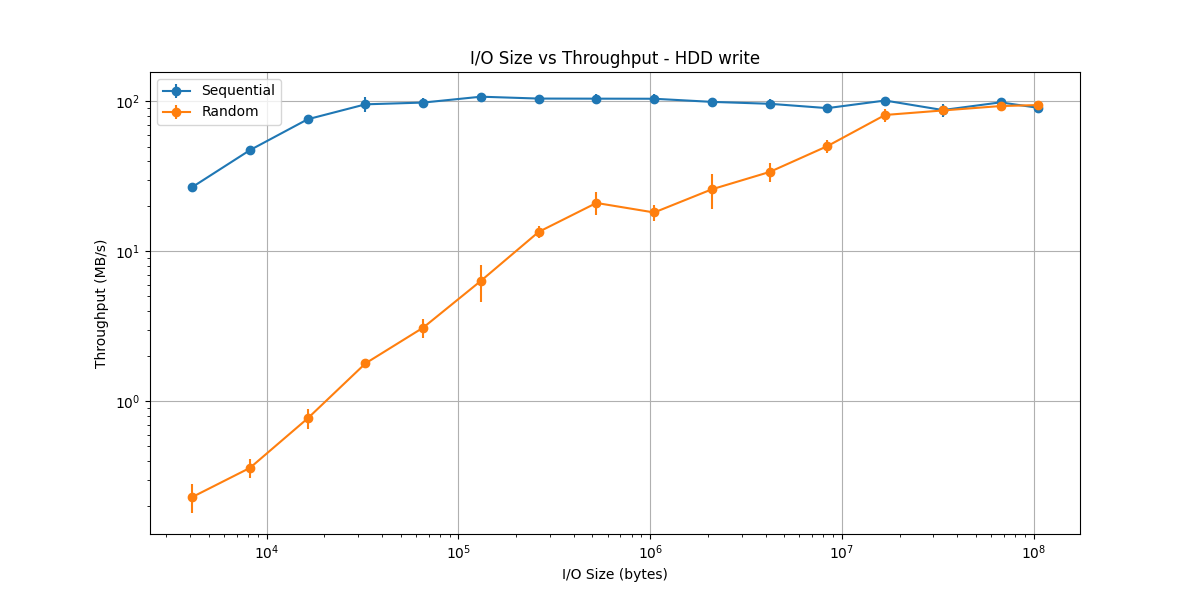 I/O Size vs Throughput - HDD write
Sequential
Random
Throughput (MB/s)
10²
10¹
10⁰
10⁴ 10⁵ 10⁶ 10⁷ 10⁸
I/O Size (bytes)